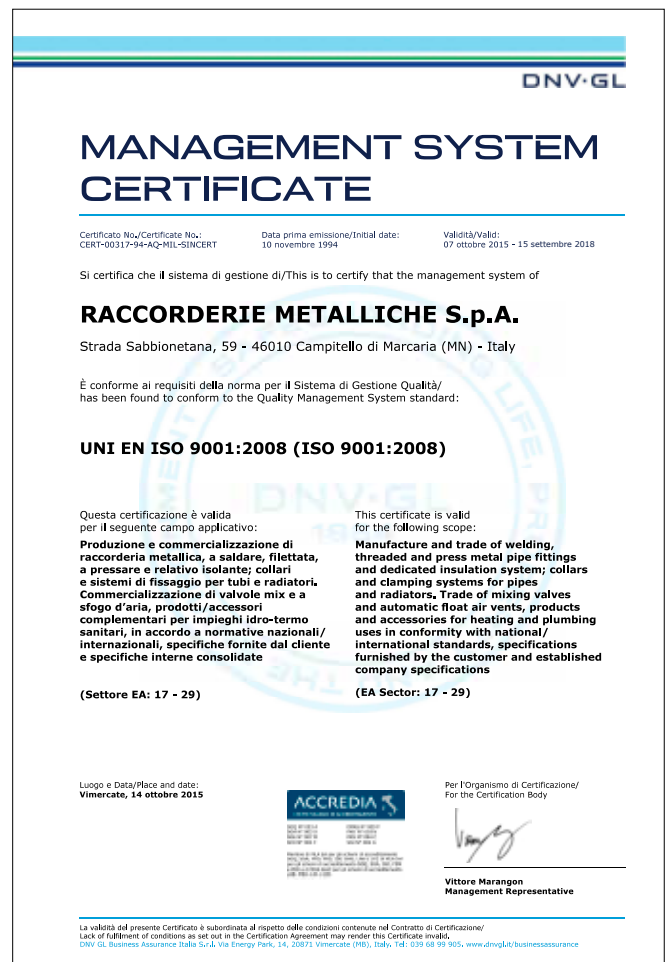 DNV·GL
MANAGEMENT SYSTEM
CERTIFICATE
Certificato No./Certificate No.:
CERT-00317-94-AQ-MIL-SINCERT
Data prima emissione/Initial date:
10 novembre 1994
Validità/Valid:
07 ottobre 2015 - 15 settembre 2018
Si certifica che il sistema di gestione di/This is to certify that the management system of
RACCORDERIE METALLICHE S.p.A.
Strada Sabbionetana, 59 - 46010 Campitello di Marcaria (MN) - Italy
È conforme ai requisiti della norma per il Sistema di Gestione Qualità/
has been found to conform to the Quality Management System standard:
UNI EN ISO 9001:2008 (ISO 9001:2008)
Questa certificazione è valida
per il seguente campo applicativo:
Produzione e commercializzazione di
raccorderia metallica, a saldare, filettata,
a pressare e relativo isolante; collari
e sistemi di fissaggio per tubi e radiatori.
Commercializzazione di valvole mix e a
sfogo d'aria, prodotti/accessori
complementari per impieghi idro-termo
sanitari, in accordo a normative nazionali/
internazionali, specifiche fornite dal cliente
e specifiche interne consolidate
(Settore EA: 17 - 29)
This certificate is valid
for the following scope:
Manufacture and trade of welding,
threaded and press metal pipe fittings
and dedicated insulation system; collars
and clamping systems for pipes
and radiators. Trade of mixing valves
and automatic float air vents, products
and accessories for heating and plumbing
uses in conformity with national/
international standards, specifications
furnished by the customer and established
company specifications
(EA Sector: 17 - 29)
Luogo e Data/Place and date:
Vimercate, 14 ottobre 2015
ACCREDIA
Per l'Organismo di Certificazione/
For the Certification Body
Vittore Marangon
Management Representative
La validità del presente Certificato è subordinata al rispetto delle condizioni contenute nel Contratto di Certificazione/
Lack of fulfilment of conditions as set out in the Certification Agreement may render this Certificate invalid.
DNV GL Business Assurance Italia S.r.l. Via Energy Park, 14, 20871 Vimercate (MB), Italy. Tel: 039 68 99 905. www.dnvgl.it/businessassurance